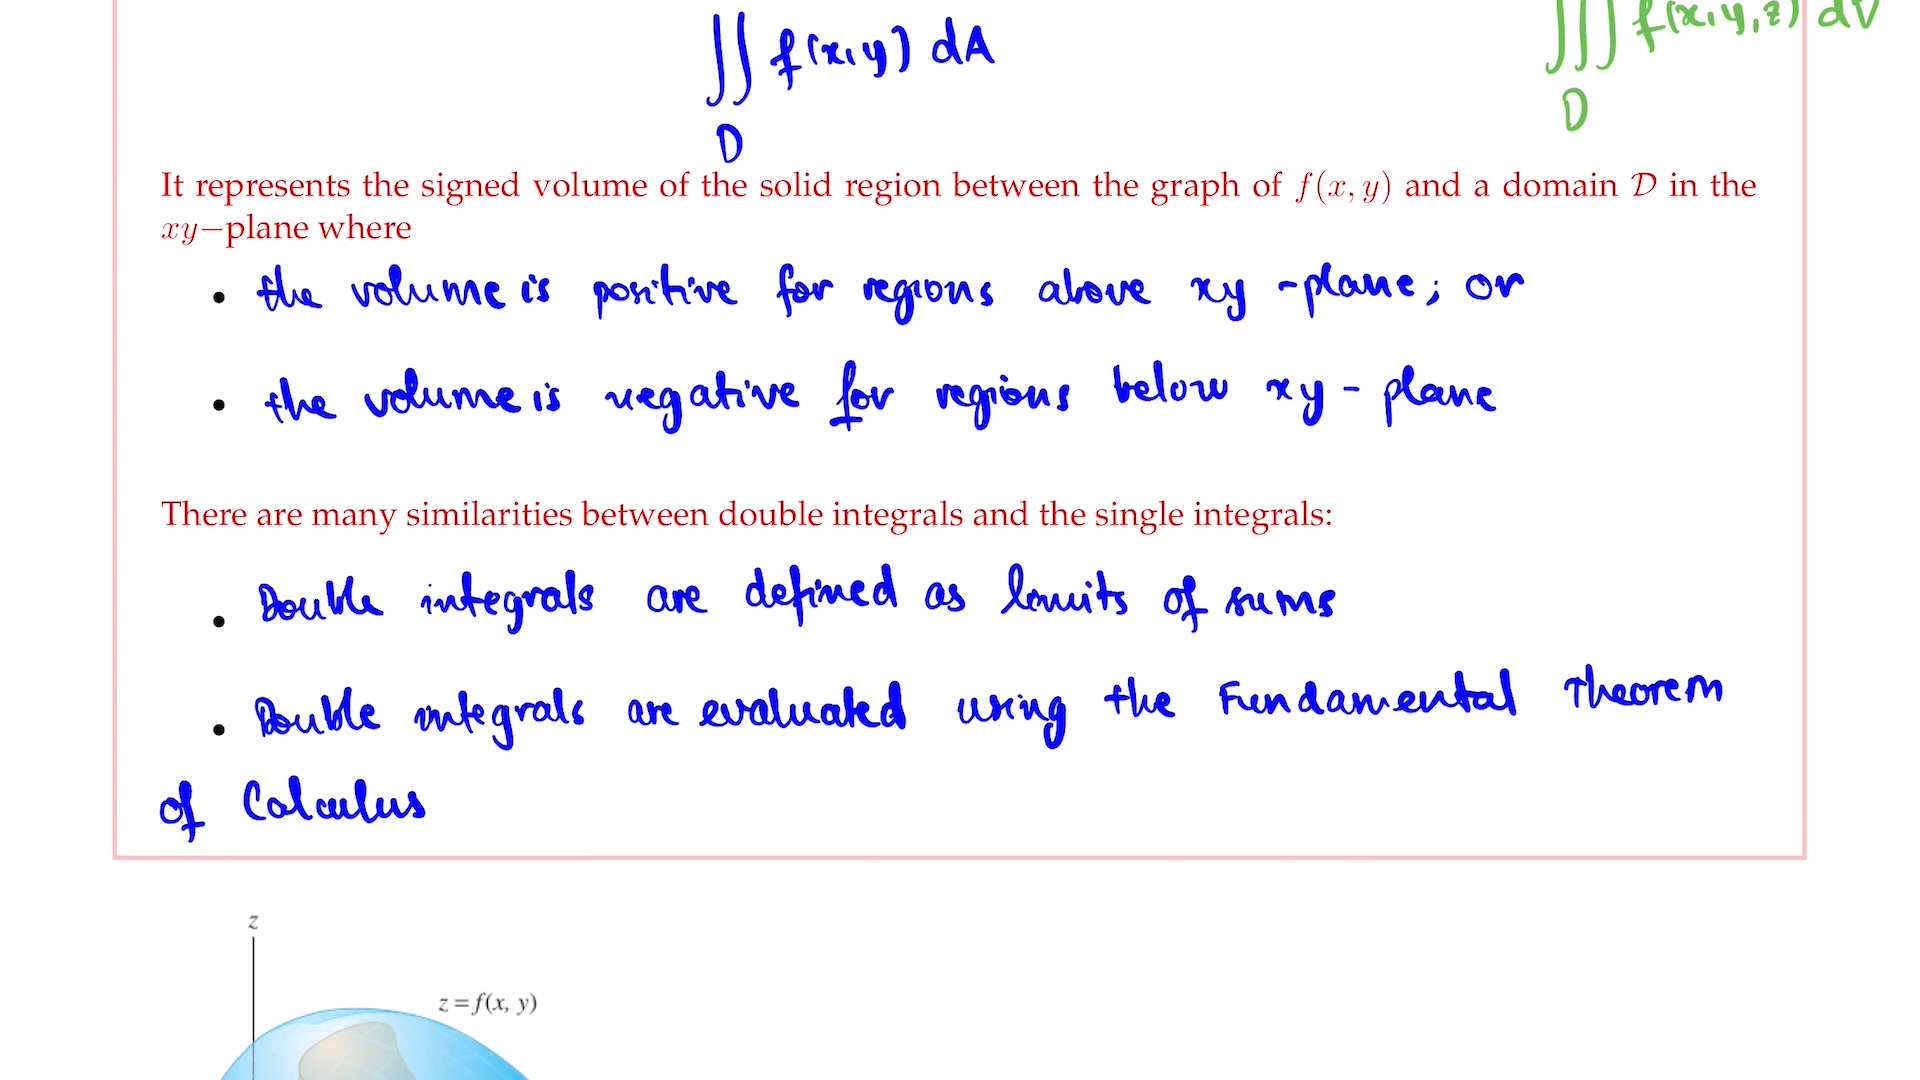 ∬ f(x,y) dA
D
∭ f(x,y,z) dV
D
It represents the signed volume of the solid region between the graph of f(x, y) and a domain 𝒟 in the
xy−plane where
• the volume is positive for regions above xy-plane; or
• the volume is negative for regions below xy-plane
There are many similarities between double integrals and the single integrals:
• Double integrals are defined as limits of sums
• Double integrals are evaluated using the Fundamental Theorem
of Calculus
z
z = f(x, y)